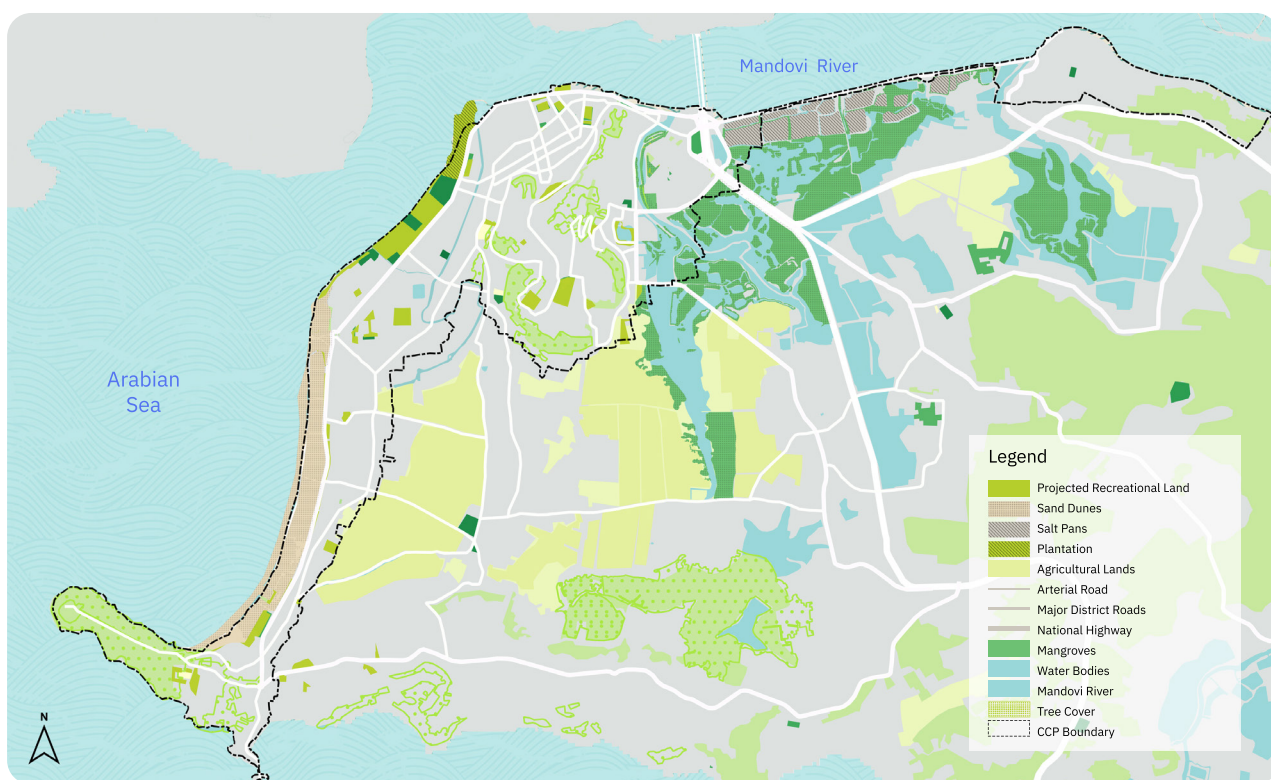 Mandovi River
Arabian
Sea
Legend
Projected Recreational Land
Sand Dunes
Salt Pans
Plantation
Agricultural Lands
Arterial Road
Major District Roads
National Highway
Mangroves
Water Bodies
Mandovi River
Tree Cover
CCP Boundary
N